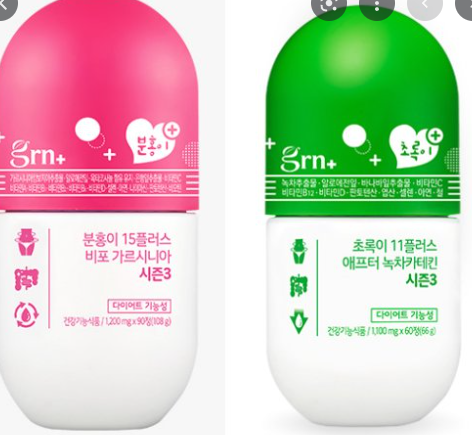 분홍이
grn+
분홍이 15플러스
비포 가르시니아
시즌3
다이어트 기능성
건강기능식품 / 1,200 mg x 90정(108 g)
초록이
grn+
녹차추출물 · 알로에전잎 · 바나바잎추출물 · 비타민C
비타민B12 · 비타민D · 판토텐산 · 엽산 · 셀렌 · 아연 · 철
초록이 11플러스
애프터 녹차카테킨
시즌3
다이어트 기능성
건강기능식품 / 1,100 mg x 60정(66 g)